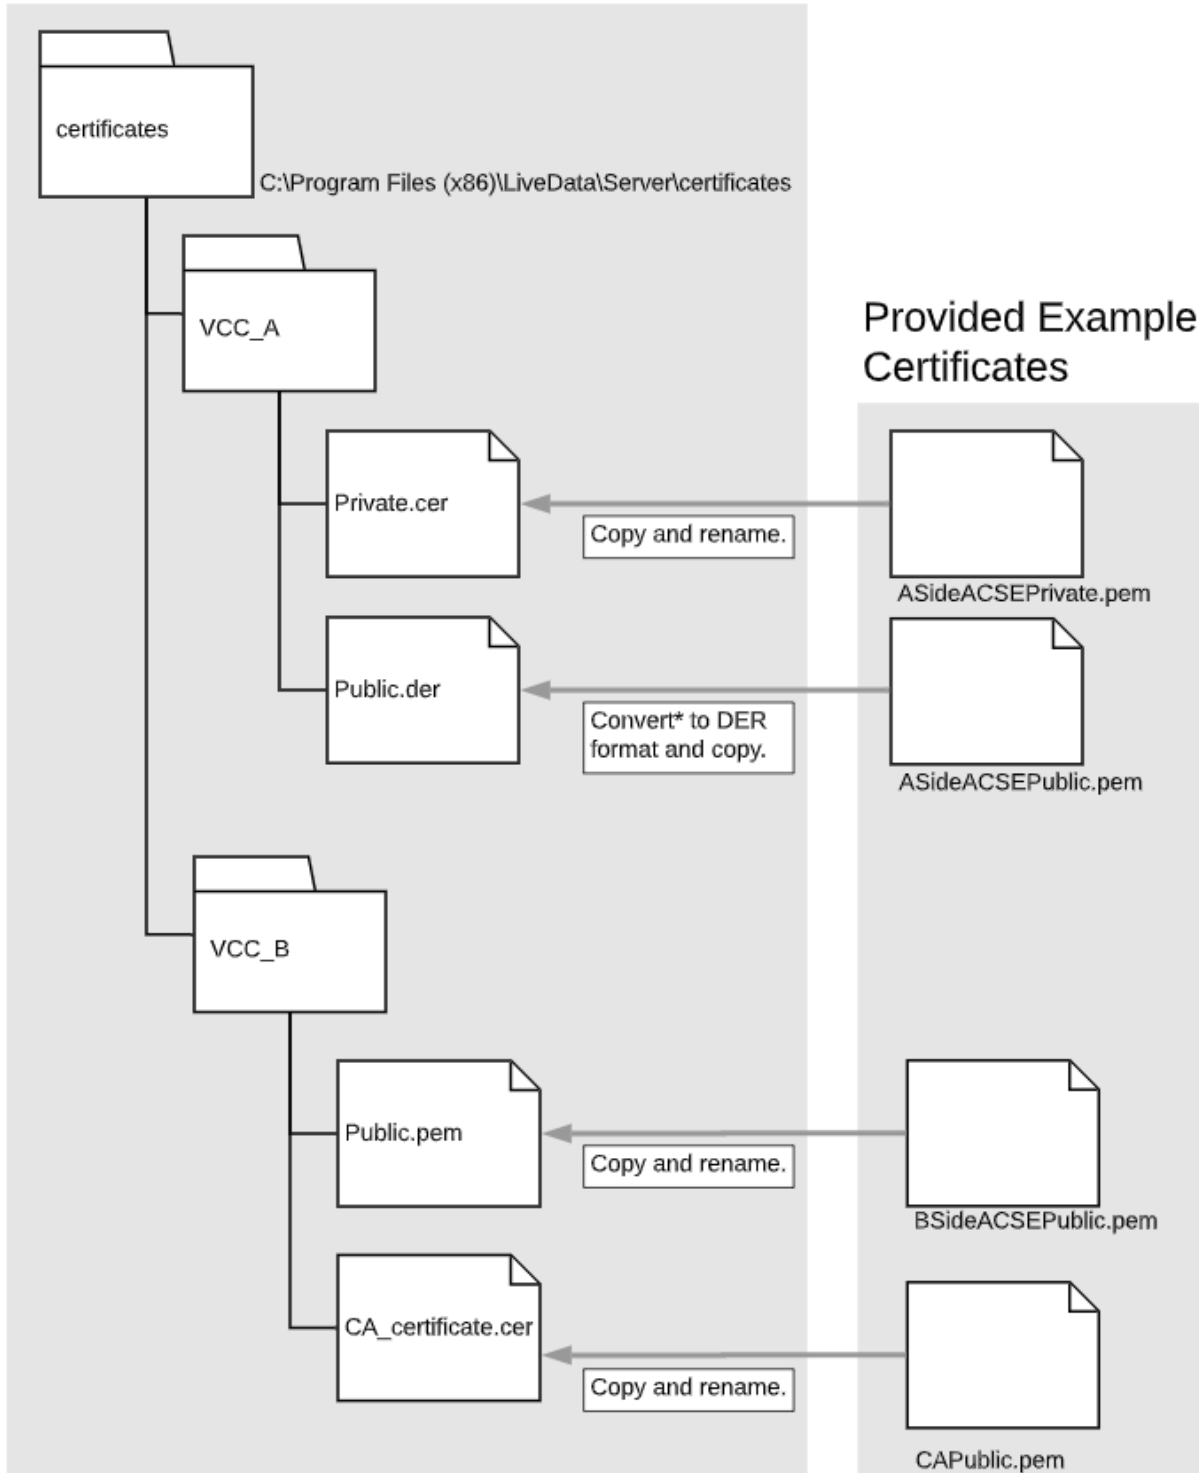 certificates
C:\Program Files (x86)\LiveData\Server\certificates
VCC_A
Provided Example
Certificates
Private.cer
Copy and rename.
ASideACSEPrivate.pem
Public.der
Convert* to DER
format and copy.
ASideACSEPublic.pem
VCC_B
Public.pem
Copy and rename.
BSideACSEPublic.pem
CA_certificate.cer
Copy and rename.
CAPublic.pem